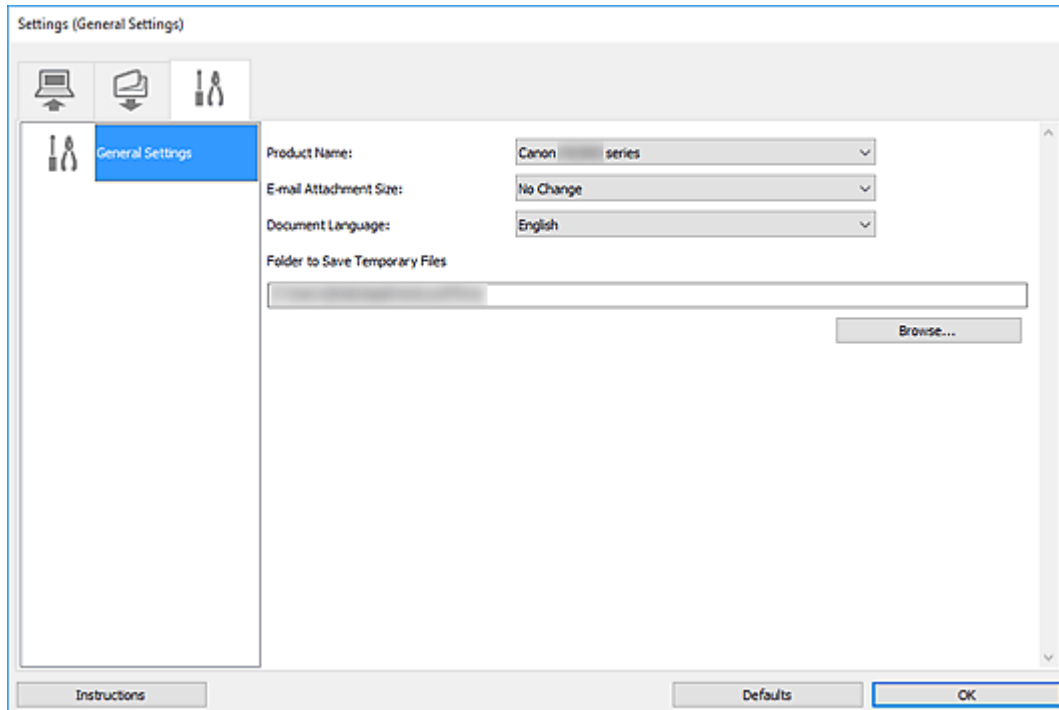 Settings (General Settings)
General Settings
Product Name:
Canon series
E-mail Attachment Size:
No Change
Document Language:
English
Folder to Save Temporary Files
Browse...
Instructions
Defaults
OK